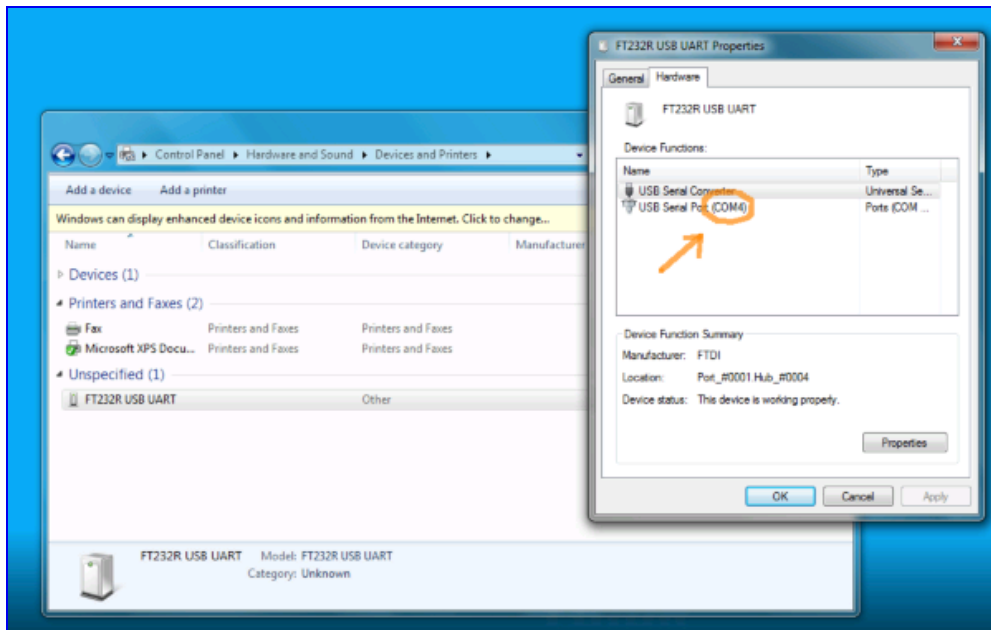 FT232R USB UART Properties
General Hardware
FT232R USB UART
Device Functions:
Name Type
USB Serial Converter Universal Se...
USB Serial Port (COM4) Ports (COM ...
Device Function Summary
Manufacturer: FTDI
Location: Port_#0001.Hub_#0004
Device status: This device is working properly.
Properties
OK Cancel Apply
Control Panel Hardware and Sound Devices and Printers
Add a device Add a printer
Windows can display enhanced device icons and information from the Internet. Click to change...
Name Classification Device category Manufacturer
Devices (1)
Printers and Faxes (2)
Fax Printers and Faxes Printers and Faxes
Microsoft XPS Docu... Printers and Faxes Printers and Faxes
Unspecified (1)
FT232R USB UART Other
FT232R USB UART Model: FT232R USB UART
Category: Unknown